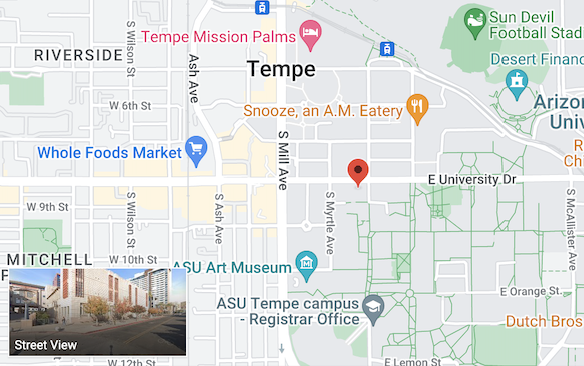 Sun Devil
Football Stadi
Tempe Mission Palms
RIVERSIDE
S Wilson St
Ash Ave
Tempe
Desert Financ
W 6th St
Snooze, an A.M. Eatery
Arizon
Univ
Whole Foods Market
S Mill Ave
R
Chi
E University Dr
W 9th St
S Wilson St
S Ash Ave
S Myrtle Ave
S McAllister Ave
MITCHELL
F
W 10th St
ASU Art Museum
E Orange St.
ASU Tempe campus
- Registrar Office
Dutch Bros
Street View
W 12th St
E Lemon St